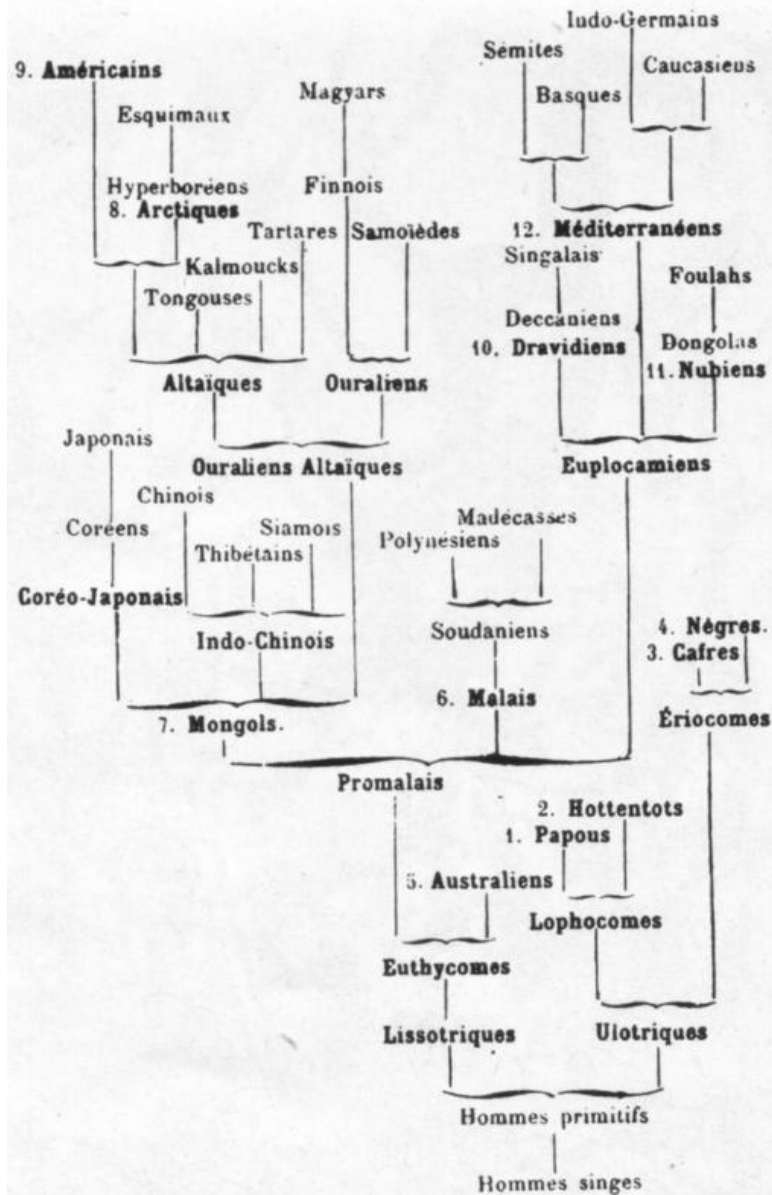 Indo-Germains
Sémites
Caucasiens
9. Américains
Magyars
Basques
Esquimaux
Hyperboréens
Finnois
8. Arctiques
12. Méditerranéens
Tartares
Samoïèdes
Singalais
Kalmoucks
Foulahs
Tongouses
Deccaniens
Dongolas
10. Dravidiens
11. Nubiens
Altaïques
Ouraliens
Japonais
Ouraliens Altaïques
Euplocamiens
Chinois
Madécasses
Coréens
Siamois
Polynésiens
Thibétains
Coréo-Japonais
4. Nègres.
Indo-Chinois
Soudaniens
3. Cafres
6. Malais
Ériocomes
7. Mongols.
Promalais
2. Hottentots
1. Papous
5. Australiens
Lophocomes
Euthycomes
Lissotriques
Ulotriques
Hommes primitifs
Hommes singes